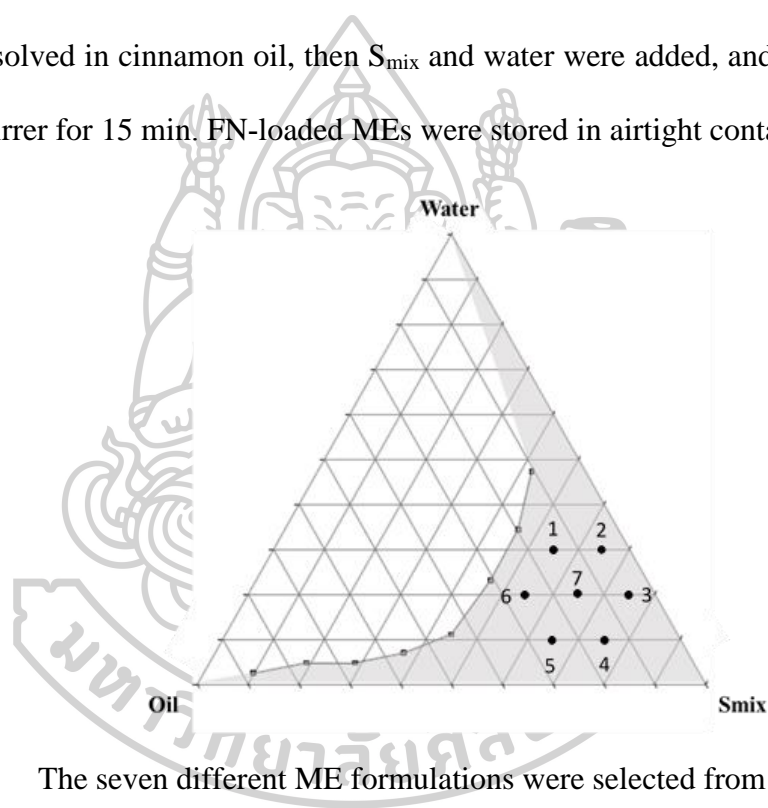 solved in cinnamon oil, then Smix and water were added, and
rrer for 15 min. FN-loaded MEs were stored in airtight conta
Water
1 2
7
6 3
5 4
Oil
Smix
The seven different ME formulations were selected from